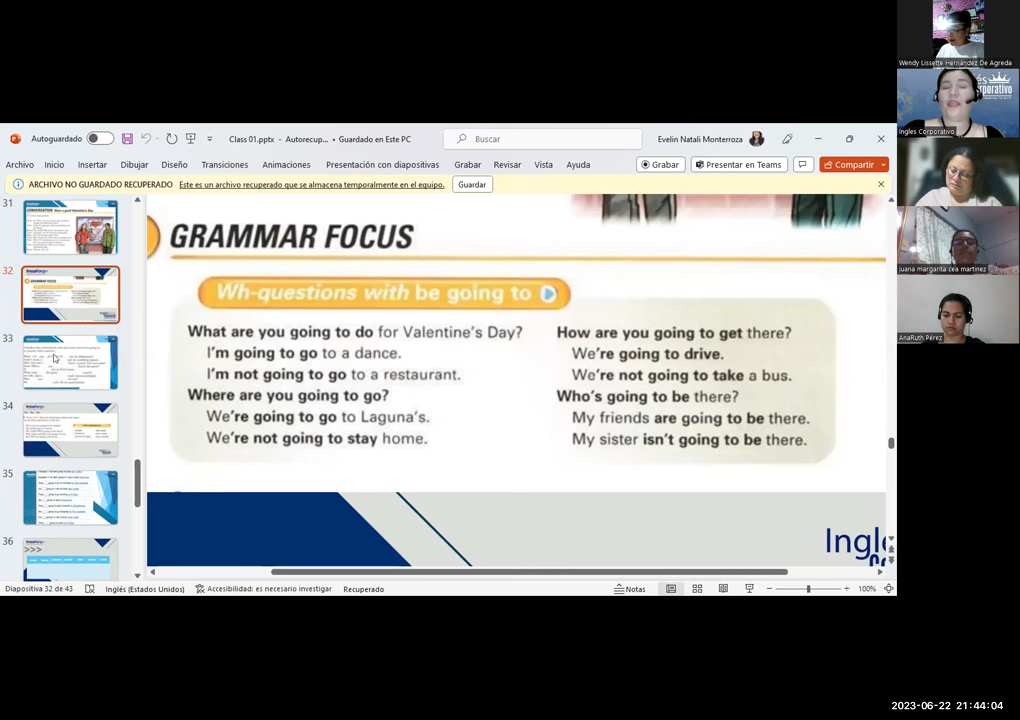 Autoguardado
Class 01.pptx - Autorecup... • Guardado en Este PC
Buscar
Evelin Natali Monterroza
Archivo Inicio Insertar Dibujar Diseño Transiciones Animaciones Presentación con diapositivas Grabar Revisar Vista Ayuda
Grabar
Presentar en Teams
Compartir
ARCHIVO NO GUARDADO RECUPERADO Este es un archivo recuperado que se almacena temporalmente en el equipo. Guardar
31
32
33
34
35
36
GRAMMAR FOCUS
Wh-questions with be going to
What are you going to do for Valentine's Day?
I'm going to go to a dance.
I'm not going to go to a restaurant.
Where are you going to go?
We're going to go to Laguna's.
We're not going to stay home.
How are you going to get there?
We're going to drive.
We're not going to take a bus.
Who's going to be there?
My friends are going to be there.
My sister isn't going to be there.
Diapositiva 32 de 43
Inglés (Estados Unidos)
Accesibilidad: es necesario investigar
Recuperado
Notas
100%
Wendy Lissette Hernández De Agreda
Ingles Corporativo
juana margarita cea martinez
AnaRuth Pérez
2023-06-22 21:44:04